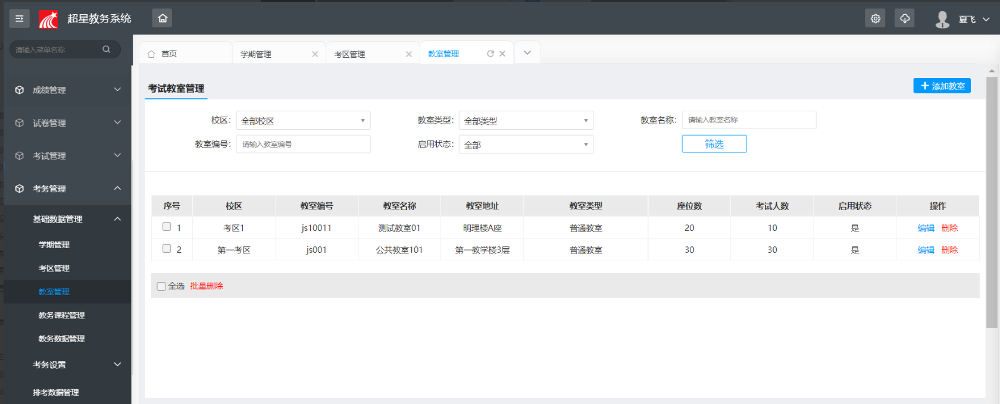 超星教务系统
夏飞
请输入菜单名称
首页
学期管理
考区管理
教室管理
成绩管理
试卷管理
考试管理
考务管理
基础数据管理
学期管理
考区管理
教室管理
教务课程管理
教务数据管理
考务设置
排考数据管理
考试教室管理
添加教室
校区: 全部校区 教室类型: 全部类型 教室名称: 请输入教室名称
教室编号: 请输入教室编号 启用状态: 全部 筛选
序号 校区 教室编号 教室名称 教室地址 教室类型 座位数 考试人数 启用状态 操作
1 考区1 js10011 测试教室01 明理楼A座 普通教室 20 10 是 编辑 删除
2 第一考区 js001 公共教室101 第一教学楼3层 普通教室 30 30 是 编辑 删除
全选 批量删除